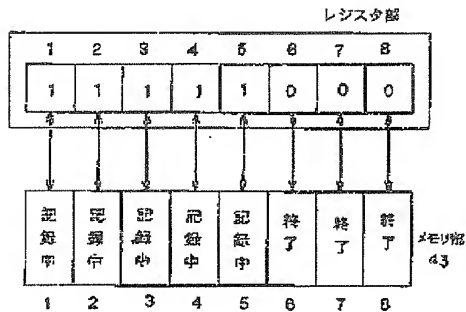 レジスタ部
1 2 3 4 5 6 7 8
1 1 1 1 1 0 0 0
記録中 記録中 記録中 記録中 記録中 終了 終了 終了
メモリ部
43
1 2 3 4 5 6 7 8